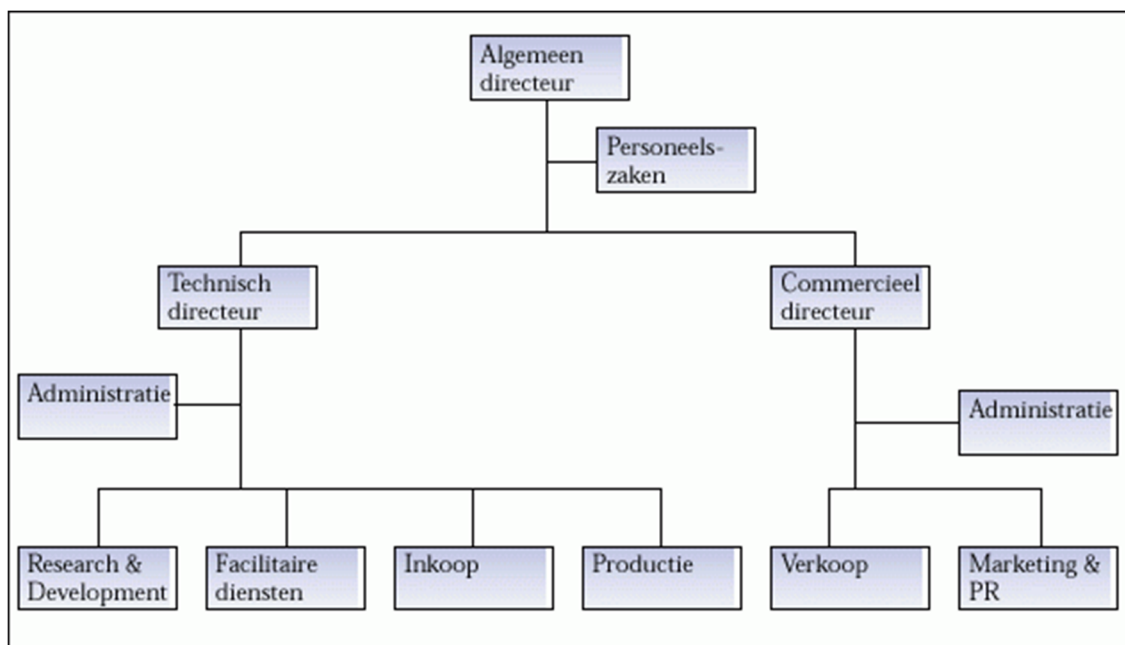 Algemeen
directeur
Personeels-
zaken
Technisch
directeur
Commercieel
directeur
Administratie
Administratie
Research &
Development
Facilitaire
diensten
Inkoop
Productie
Verkoop
Marketing &
PR